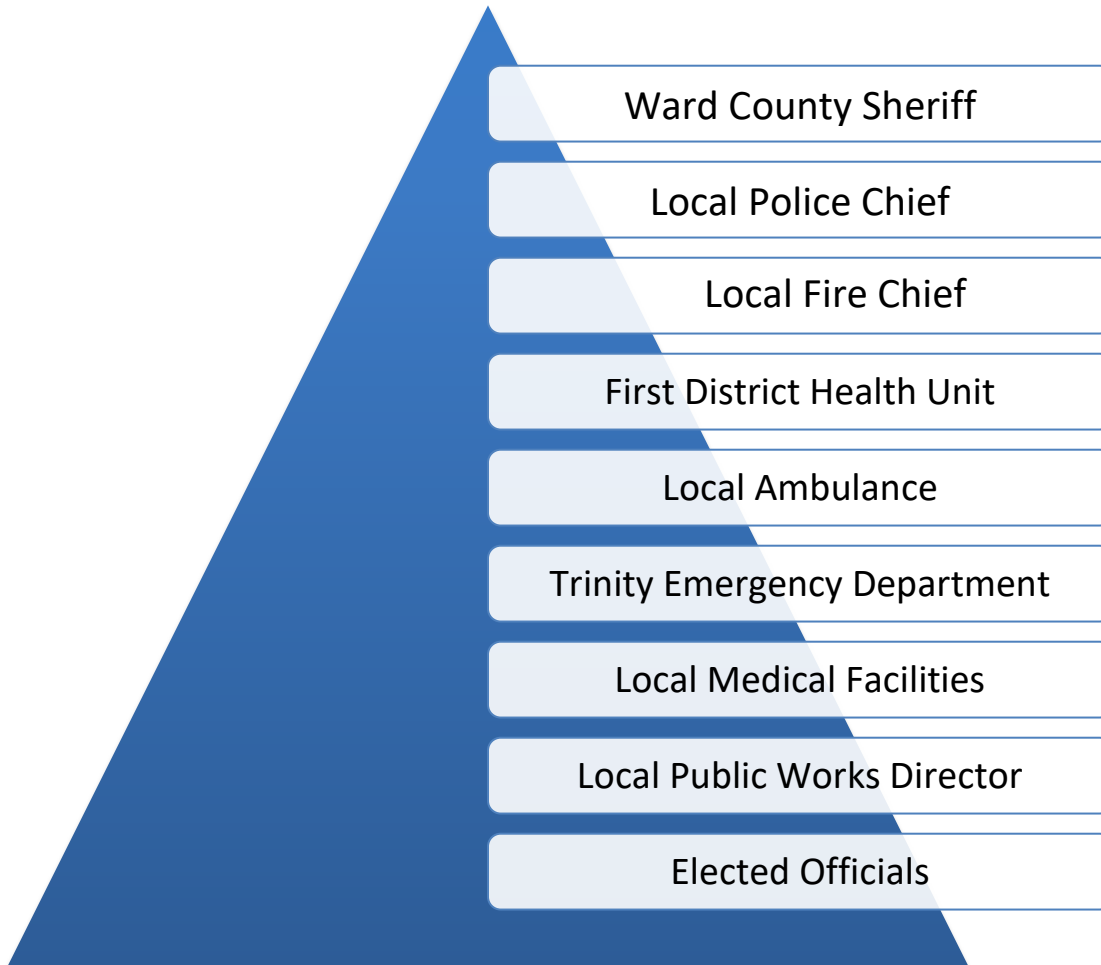 Ward County Sheriff
Local Police Chief
Local Fire Chief
First District Health Unit
Local Ambulance
Trinity Emergency Department
Local Medical Facilities
Local Public Works Director
Elected Officials